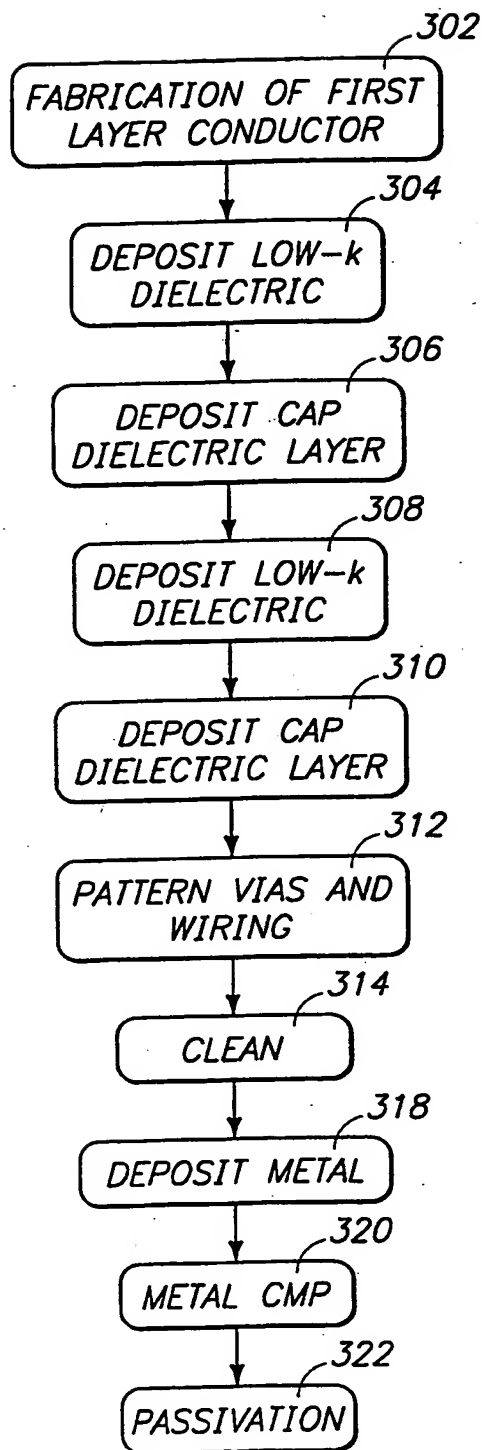 302
FABRICATION OF FIRST
LAYER CONDUCTOR
304
DEPOSIT LOW-k
DIELECTRIC
306
DEPOSIT CAP
DIELECTRIC LAYER
308
DEPOSIT LOW-k
DIELECTRIC
310
DEPOSIT CAP
DIELECTRIC LAYER
312
PATTERN VIAS AND
WIRING
314
CLEAN
318
DEPOSIT METAL
320
METAL CMP
322
PASSIVATION